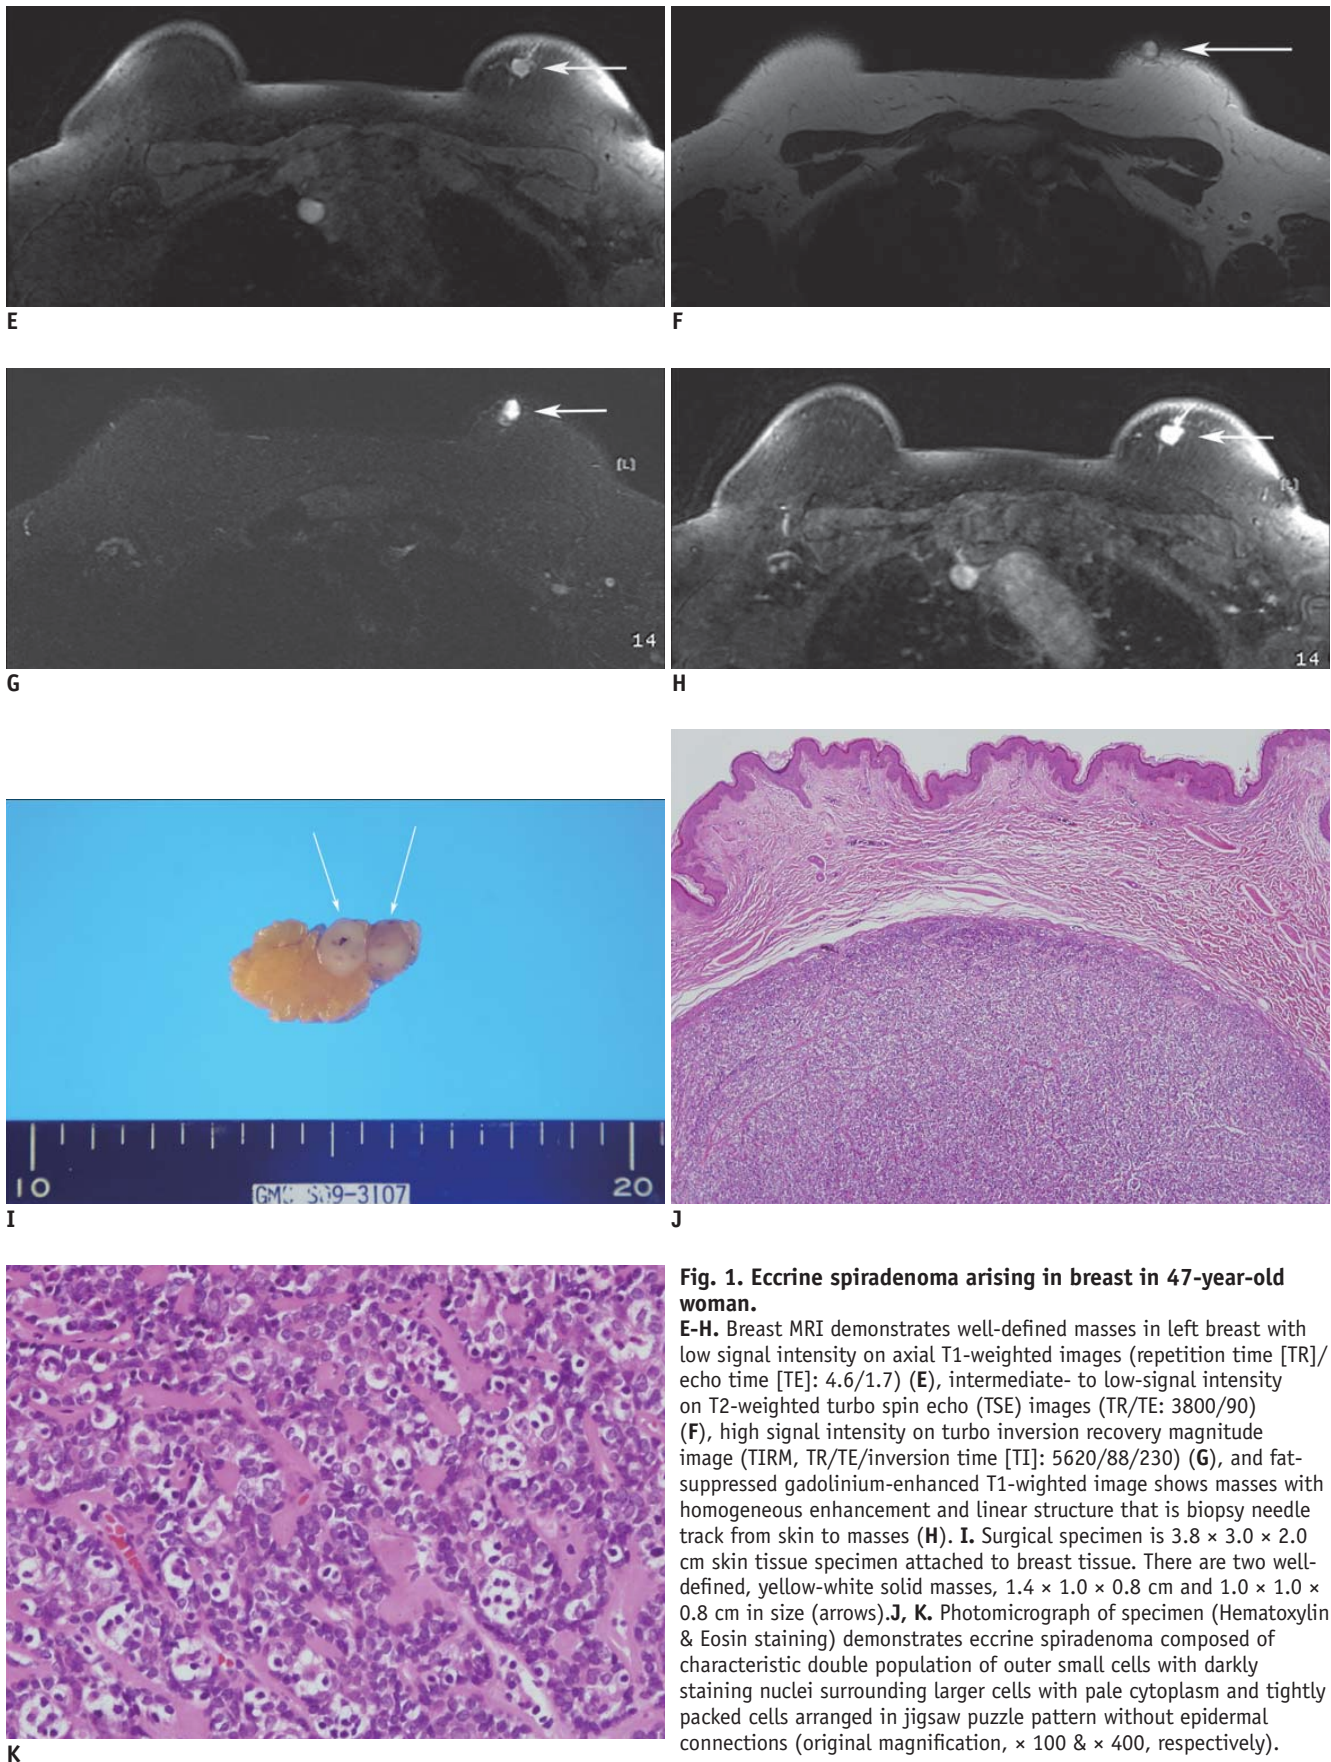 E
F
[L]
14
G
[L]
14
H
10
20
GMC S09-3107
I
J
K
Fig. 1. Eccrine spiradenoma arising in breast in 47-year-old
woman.
E-H. Breast MRI demonstrates well-defined masses in left breast with
low signal intensity on axial T1-weighted images (repetition time [TR]/
echo time [TE]: 4.6/1.7) (E), intermediate- to low-signal intensity
on T2-weighted turbo spin echo (TSE) images (TR/TE: 3800/90)
(F), high signal intensity on turbo inversion recovery magnitude
image (TIRM, TR/TE/inversion time [TI]: 5620/88/230) (G), and fat-
suppressed gadolinium-enhanced T1-wighted image shows masses with
homogeneous enhancement and linear structure that is biopsy needle
track from skin to masses (H). I. Surgical specimen is 3.8 × 3.0 × 2.0
cm skin tissue specimen attached to breast tissue. There are two well-
defined, yellow-white solid masses, 1.4 × 1.0 × 0.8 cm and 1.0 × 1.0 ×
0.8 cm in size (arrows).J, K. Photomicrograph of specimen (Hematoxylin
& Eosin staining) demonstrates eccrine spiradenoma composed of
characteristic double population of outer small cells with darkly
staining nuclei surrounding larger cells with pale cytoplasm and tightly
packed cells arranged in jigsaw puzzle pattern without epidermal
connections (original magnification, × 100 & × 400, respectively).